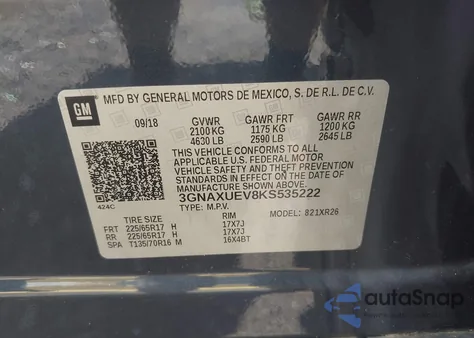 GM
MFD BY GENERAL MOTORS DE MEXICO, S. DE R.L. DE C.V.
09/18 GVWR GAWR FRT GAWR RR
2100 KG 1175 KG 1200 KG
4630 LB 2590 LB 2645 LB
THIS VEHICLE CONFORMS TO ALL
APPLICABLE U.S. FEDERAL MOTOR
VEHICLE SAFETY, BUMPER, AND THEFT
PREVENTION STANDARDS IN EFFECT ON
THE DATE OF MANUFACTURE SHOWN ABOVE.
3GNAXUEV8KS535222
424C TYPE: M.P.V. MODEL: 821XR26
TIRE SIZE RIM
FRT 225/65R17 H 17X7J
RR 225/65R17 H 17X7J
SPA T135/70R16 M 16X4BT
autoSnap